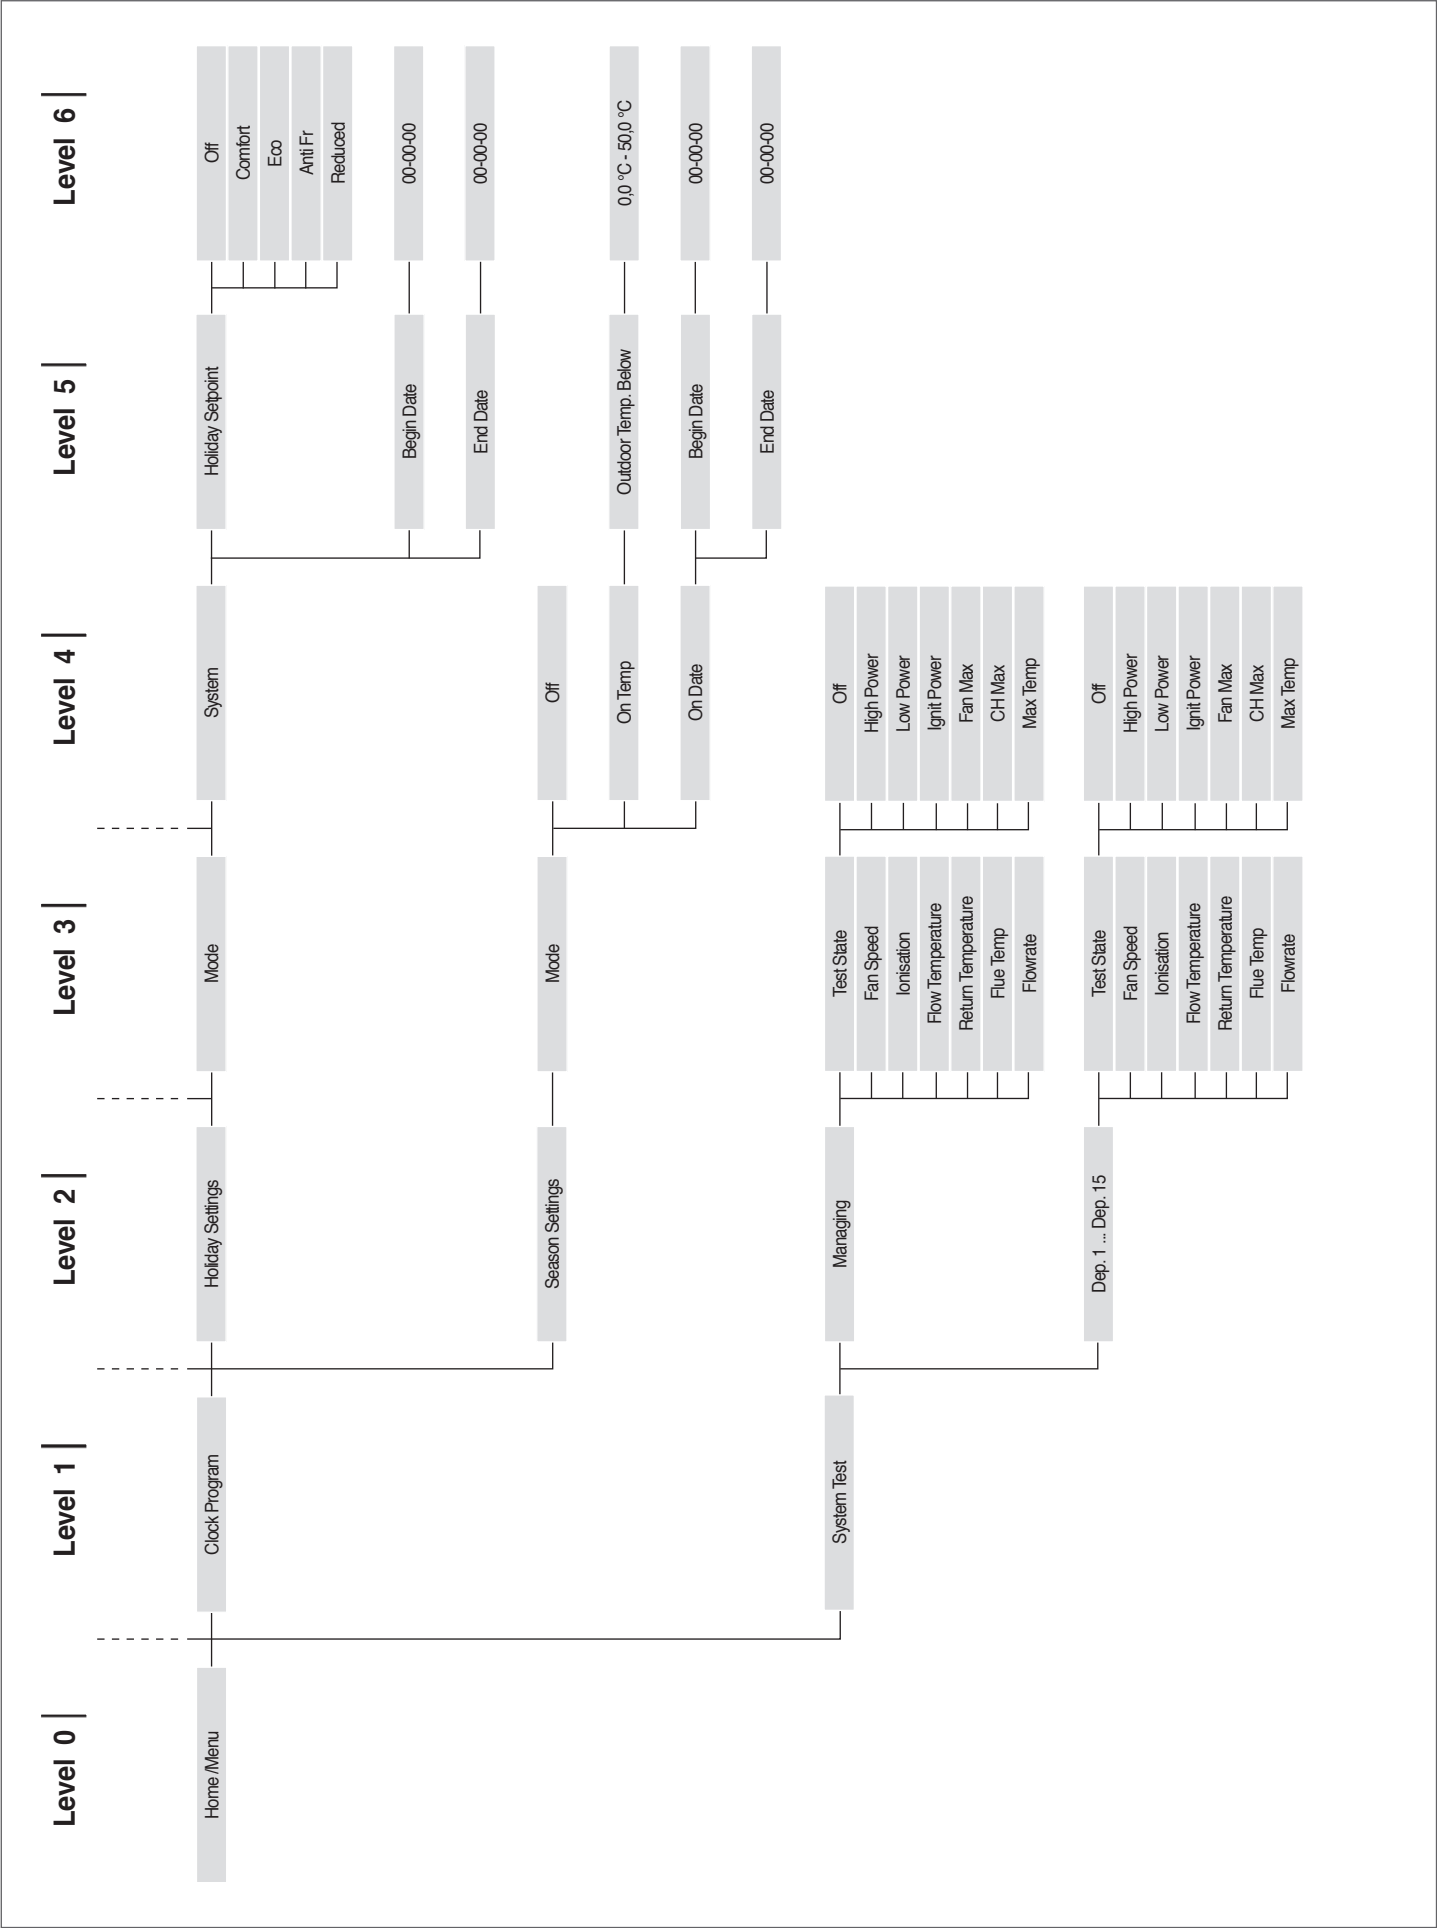 Level 0
Level 1
Level 2
Level 3
Level 4
Level 5
Level 6
Home /Menu
Clock Program
Holiday Settings
Mode
System
Holiday Setpoint
Off
Comfort
Eco
Anti Fr
Reduced
Begin Date
00-00-00
End Date
00-00-00
Season Settings
Mode
Off
On Temp
Outdoor Temp. Below
0,0 °C - 50,0 °C
On Date
Begin Date
00-00-00
End Date
00-00-00
System Test
Managing
Test State
Fan Speed
Ionisation
Flow Temperature
Return Temperature
Flue Temp
Flowrate
Off
High Power
Low Power
Ignit Power
Fan Max
CH Max
Max Temp
Dep. 1 ... Dep. 15
Test State
Fan Speed
Ionisation
Flow Temperature
Return Temperature
Flue Temp
Flowrate
Off
High Power
Low Power
Ignit Power
Fan Max
CH Max
Max Temp